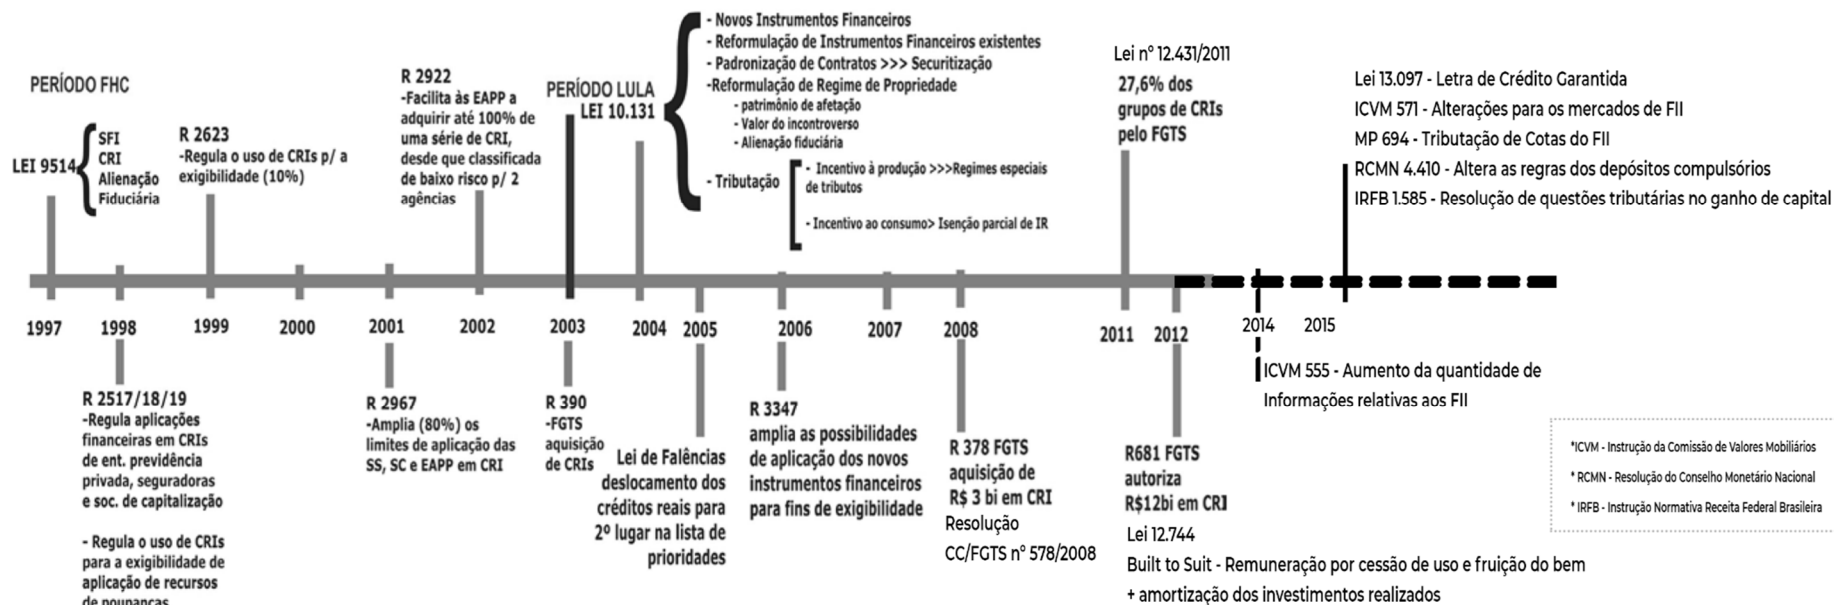 PERÍODO FHC
LEI 9514
SFI
CRI
Alienação
Fiduciária
R 2623
-Regula o uso de CRIs p/ a
exigibilidade (10%)
R 2922
-Facilita às EAPP a
adquirir até 100% de
uma série de CRI,
desde que classificada
de baixo risco p/ 2
agências
PERÍODO LULA
LEI 10.131
- Novos Instrumentos Financeiros
- Reformulação de Instrumentos Financeiros existentes
- Padronização de Contratos >>> Securitização
-Reformulação de Regime de Propriedade
- patrimônio de afetação
- Valor do incontroverso
- Alienação fiduciária
- Tributação
- Incentivo à produção >>>Regimes especiais
de tributos
- Incentivo ao consumo> Isenção parcial de IR
Lei nº 12.431/2011
27,6% dos
grupos de CRIs
pelo FGTS
Lei 13.097 - Letra de Crédito Garantida
ICVM 571 - Alterações para os mercados de FII
MP 694 - Tributação de Cotas do FII
RCMN 4.410 - Altera as regras dos depósitos compulsórios
IRFB 1.585 - Resolução de questões tributárias no ganho de capital
1997
1998
1999
2000
2001
2002
2003
2004
2005
2006
2007
2008
2011
2012
2014
2015
R 2517/18/19
-Regula aplicações
financeiras em CRIs
de ent. previdência
privada, seguradoras
e soc. de capitalização
- Regula o uso de CRIs
para a exigibilidade de
aplicação de recursos
de poupanças
R 2967
-Amplia (80%) os
limites de aplicação das
SS, SC e EAPP em CRI
R 390
-FGTS
aquisição
de CRIs
Lei de Falências
deslocamento dos
créditos reais para
2º lugar na lista de
prioridades
R 3347
amplia as possibilidades
de aplicação dos novos
instrumentos financeiros
para fins de exigibilidade
R 378 FGTS
aquisição de
R$ 3 bi em CRI
Resolução
CC/FGTS nº 578/2008
R681 FGTS
autoriza
R$12bi em CRI
Lei 12.744
Built to Suit - Remuneração por cessão de uso e fruição do bem
+ amortização dos investimentos realizados
ICVM 555 - Aumento da quantidade de
Informações relativas aos FII
*ICVM - Instrução da Comissão de Valores Mobiliários
* RCMN - Resolução do Conselho Monetário Nacional
* IRFB - Instrução Normativa Receita Federal Brasileira